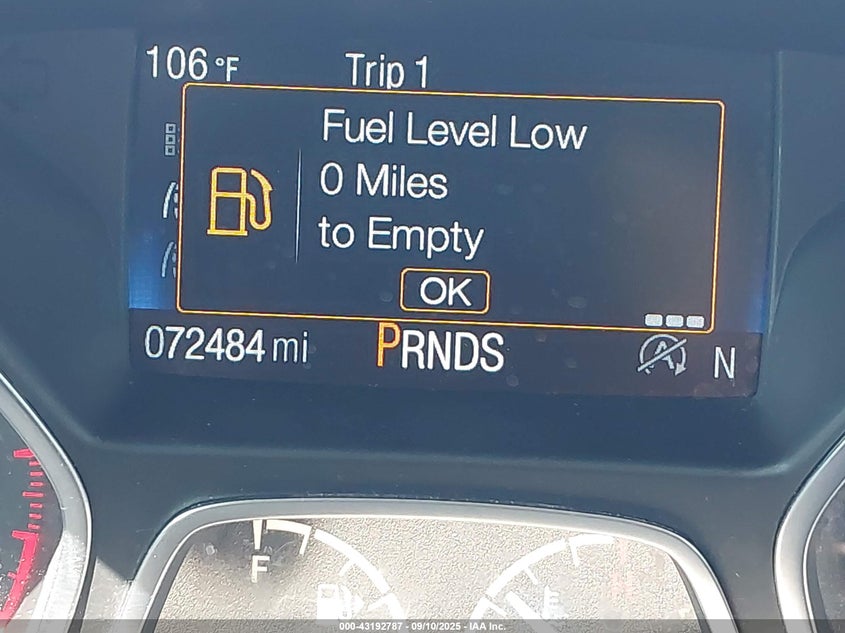 106 °F Trip 1
Fuel Level Low
0 Miles
to Empty
OK
072484 mi PRNDS A N
F
000-43192787 - 09/10/2025 - IAA Inc.